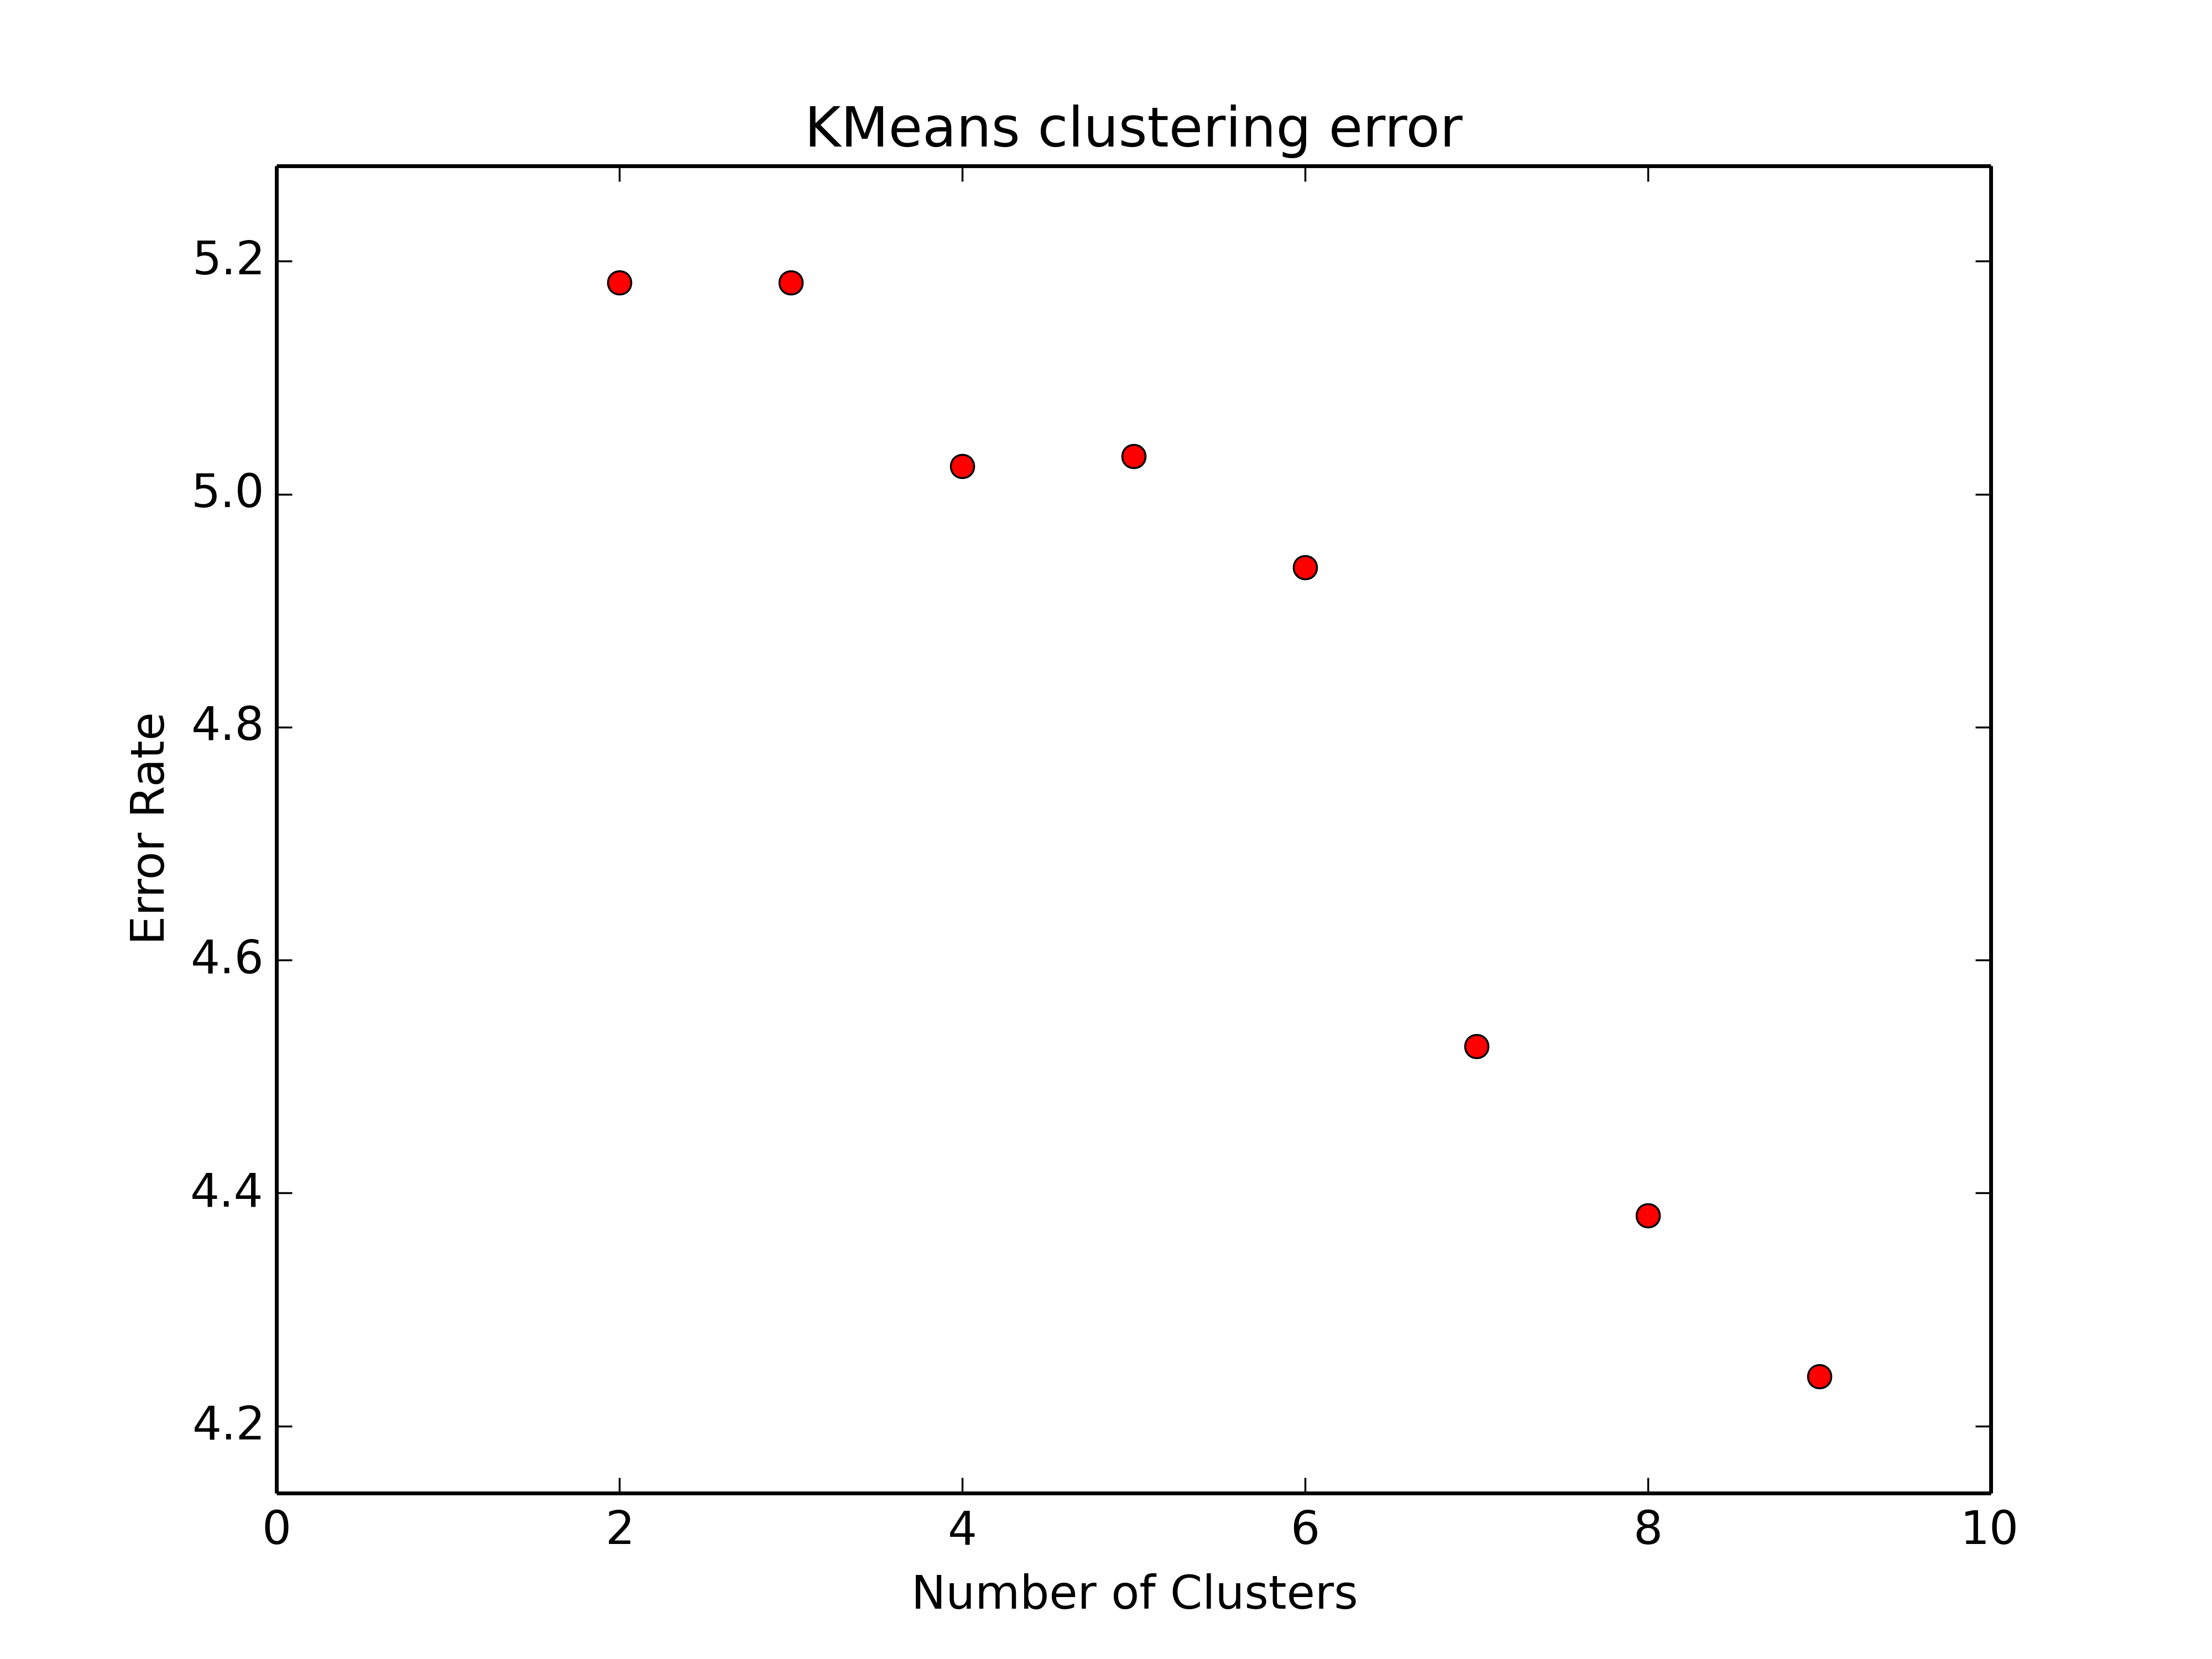 KMeans clustering error
5.2
5.0
4.8
4.6
4.4
4.2
Error Rate
0 2 4 6 8 10
Number of Clusters